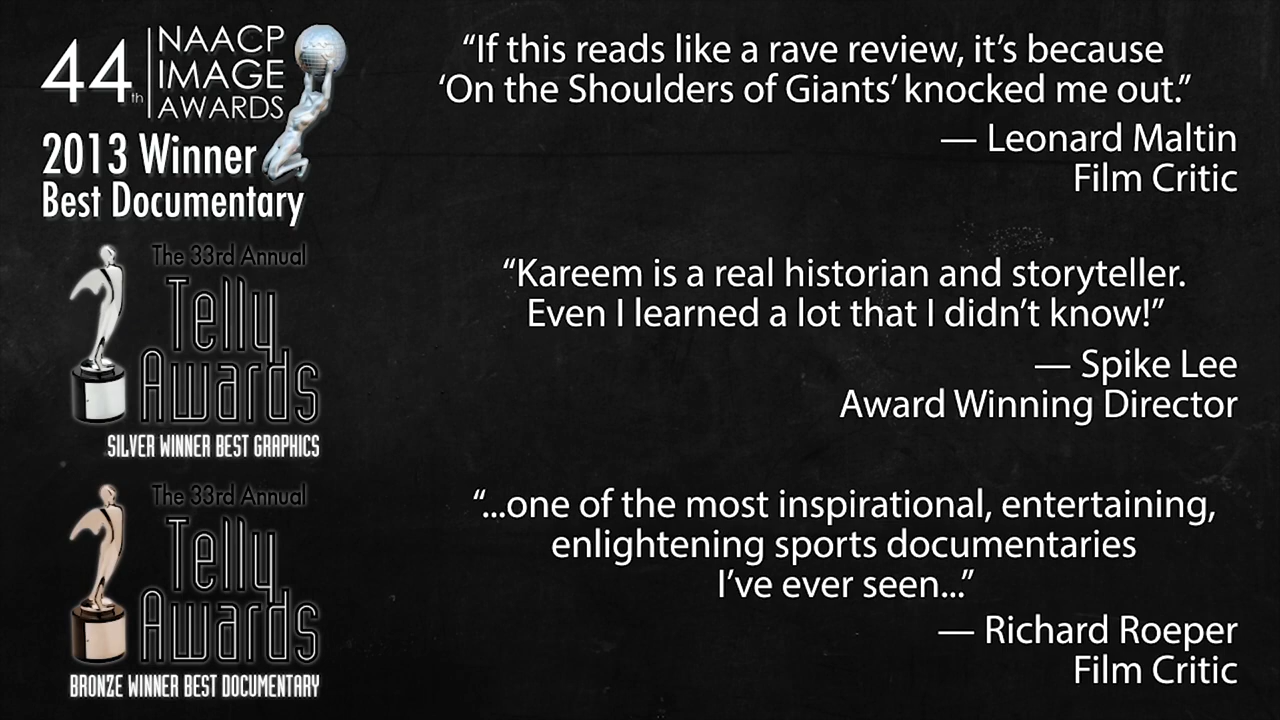 44th
NAACP
IMAGE
AWARDS
2013 Winner
Best Documentary
“If this reads like a rave review, it’s because
‘On the Shoulders of Giants’ knocked me out.”
— Leonard Maltin
Film Critic
The 33rd Annual
Telly
Awards
SILVER WINNER BEST GRAPHICS
“Kareem is a real historian and storyteller.
Even I learned a lot that I didn’t know!”
— Spike Lee
Award Winning Director
The 33rd Annual
Telly
Awards
BRONZE WINNER BEST DOCUMENTARY
“...one of the most inspirational, entertaining,
enlightening sports documentaries
I’ve ever seen...”
— Richard Roeper
Film Critic